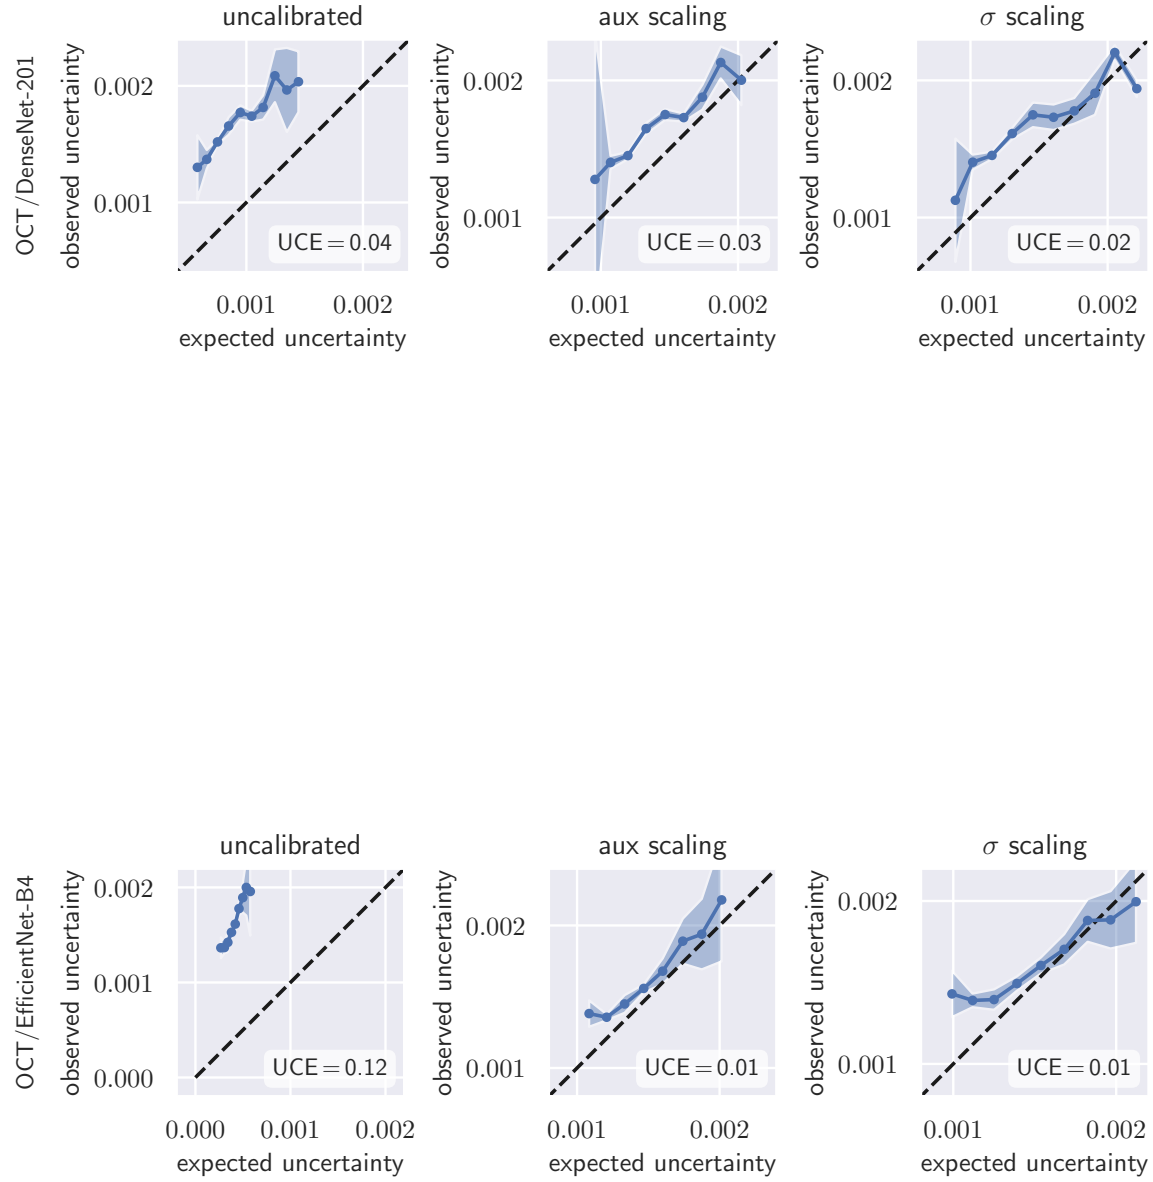 uncalibrated
aux scaling
σ scaling
OCT/DenseNet-201
observed uncertainty
0.002
0.001
UCE = 0.04
0.001
0.002
expected uncertainty
observed uncertainty
0.002
0.001
UCE = 0.03
0.001
0.002
expected uncertainty
observed uncertainty
0.002
0.001
UCE = 0.02
0.001
0.002
expected uncertainty
uncalibrated
aux scaling
σ scaling
OCT/EfficientNet-B4
observed uncertainty
0.002
0.001
0.000
UCE = 0.12
0.000
0.001
0.002
expected uncertainty
observed uncertainty
0.002
0.001
UCE = 0.01
0.001
0.002
expected uncertainty
observed uncertainty
0.002
0.001
UCE = 0.01
0.001
0.002
expected uncertainty